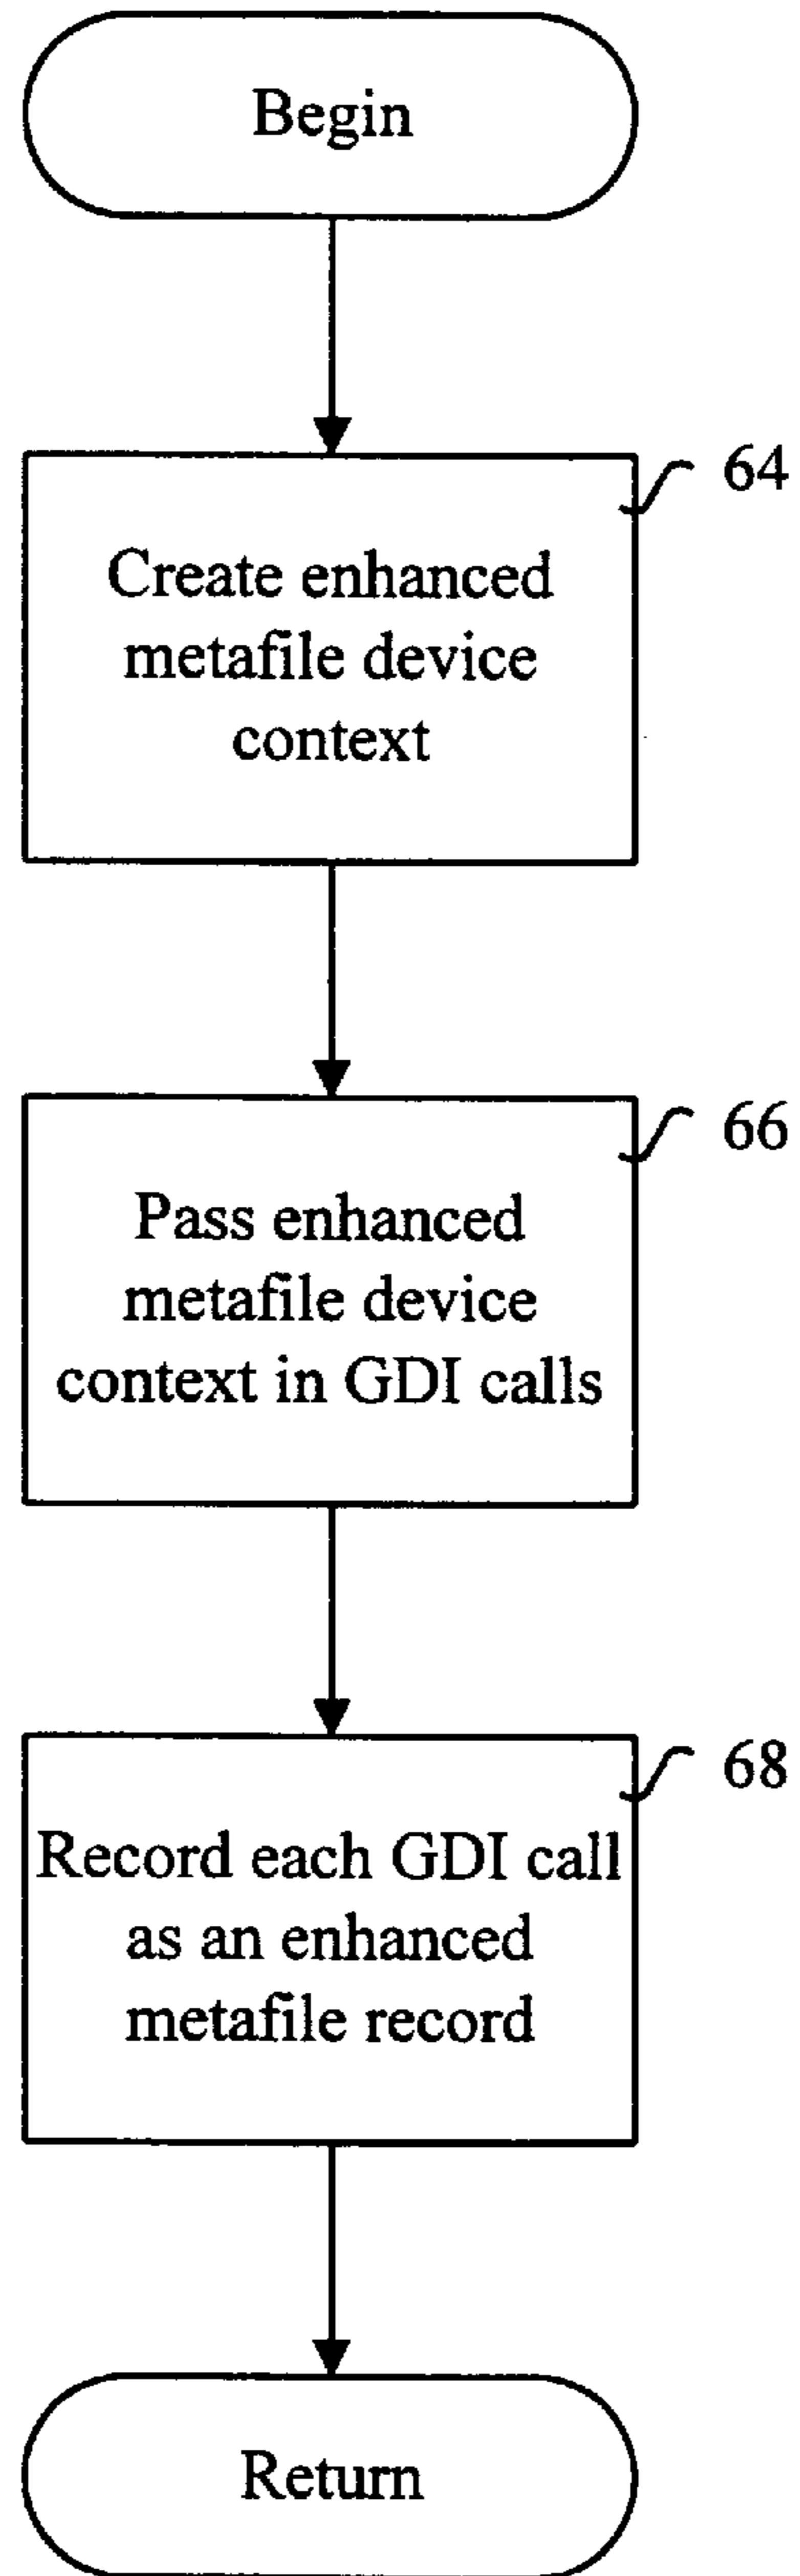 Begin
64
Create enhanced
metafile device
context
66
Pass enhanced
metafile device
context in GDI calls
68
Record each GDI call
as an enhanced
metafile record
Return